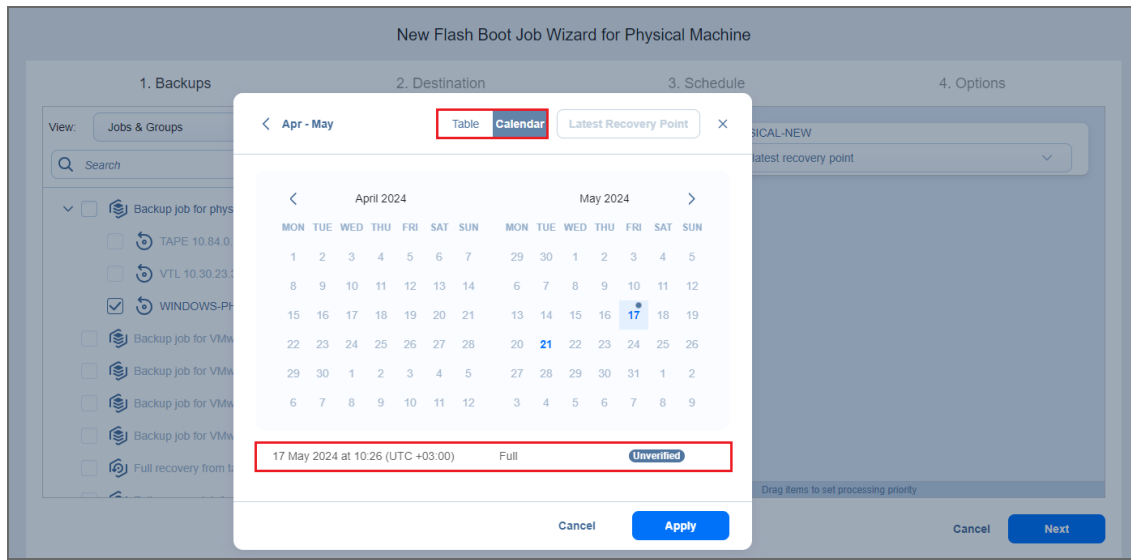 New Flash Boot Job Wizard for Physical Machine
1. Backups 2. Destination 3. Schedule 4. Options
View: Jobs & Groups
Search
Backup job for phys
TAPE 10.84.0.
VTL 10.30.23.
WINDOWS-PH
Backup job for VMw
Backup job for VMw
Backup job for VMw
Backup job for VMw
Full recovery from ta
Apr - May Table Calendar Latest Recovery Point
April 2024
MON TUE WED THU FRI SAT SUN
1 2 3 4 5 6 7
8 9 10 11 12 13 14
15 16 17 18 19 20 21
22 23 24 25 26 27 28
29 30 1 2 3 4 5
6 7 8 9 10 11 12
May 2024
MON TUE WED THU FRI SAT SUN
29 30 1 2 3 4 5
6 7 8 9 10 11 12
13 14 15 16 17 18 19
20 21 22 23 24 25 26
27 28 29 30 31 1 2
3 4 5 6 7 8 9
17 May 2024 at 10:26 (UTC +03:00) Full Unverified
Cancel Apply
SICAL-NEW
latest recovery point
Drag items to set processing priority
Cancel Next